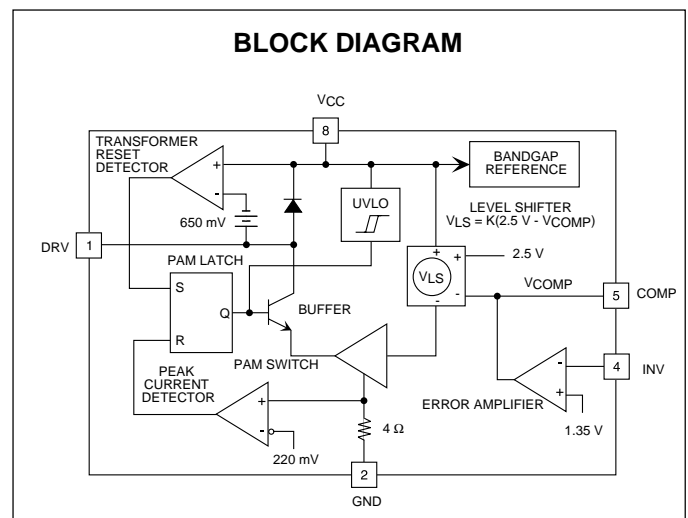 BLOCK DIAGRAM
VCC
8
TRANSFORMER
RESET
DETECTOR
+
-
650 mV
BANDGAP
REFERENCE
UVLO
LEVEL SHIFTER
VLS = K(2.5 V - VCOMP)
DRV
1
PAM LATCH
S
Q
R
BUFFER
+
+
2.5 V
VLS
-
-
VCOMP
5
COMP
PAM SWITCH
PEAK
CURRENT
DETECTOR
+
-
220 mV
4 Ω
2
GND
-
4
INV
+
ERROR AMPLIFIER
1.35 V